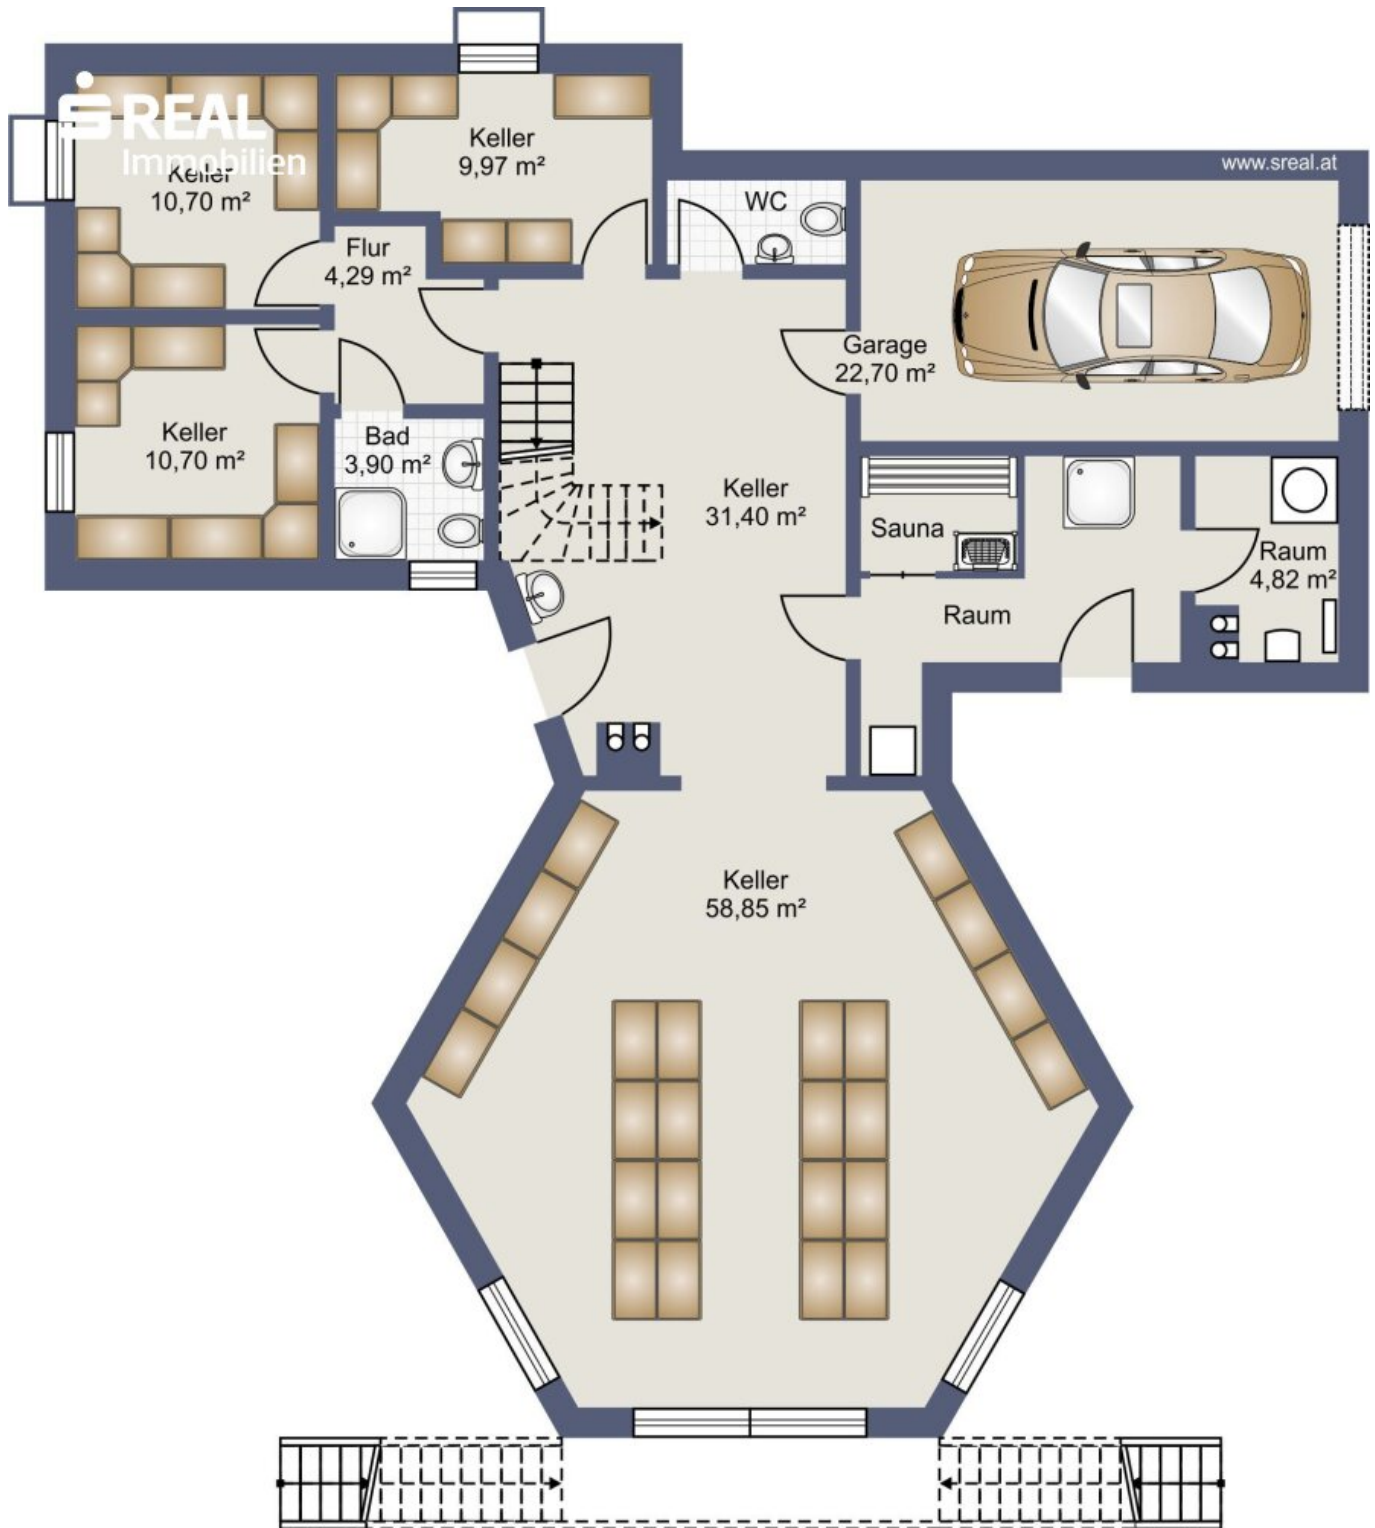 REAL
Immobilien
www.sreal.at
Keller
9,97 m²
Keller
10,70 m²
WC
Flur
4,29 m²
Garage
22,70 m²
Keller
10,70 m²
Bad
3,90 m²
Keller
31,40 m²
Sauna
Raum
4,82 m²
Raum
Keller
58,85 m²